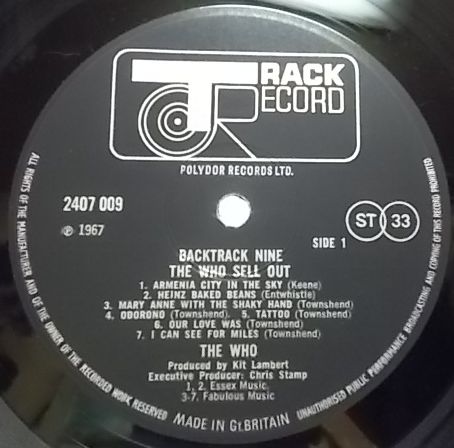 TRACK
RECORD
POLYDOR RECORDS LTD.
2407 009
℗ 1967
ST 33
SIDE 1
BACKTRACK NINE
THE WHO SELL OUT
1. ARMENIA CITY IN THE SKY (Keene)
2. HEINZ BAKED BEANS (Entwhistle)
3. MARY ANNE WITH THE SHAKY HAND (Townshend)
4. ODORONO (Townshend). 5. TATTOO (Townshend)
6. OUR LOVE WAS (Townshend)
7. I CAN SEE FOR MILES (Townshend)
THE WHO
Produced by Kit Lambert
Executive Producer: Chris Stamp
1, 2. Essex Music.
3-7. Fabulous Music
ALL RIGHTS OF THE MANUFACTURER AND OF THE OWNER OF THE RECORDED WORK RESERVED
MADE IN Gt. BRITAIN
UNAUTHORISED PUBLIC PERFORMANCE BROADCASTING AND COPYING OF THIS RECORD PROHIBITED